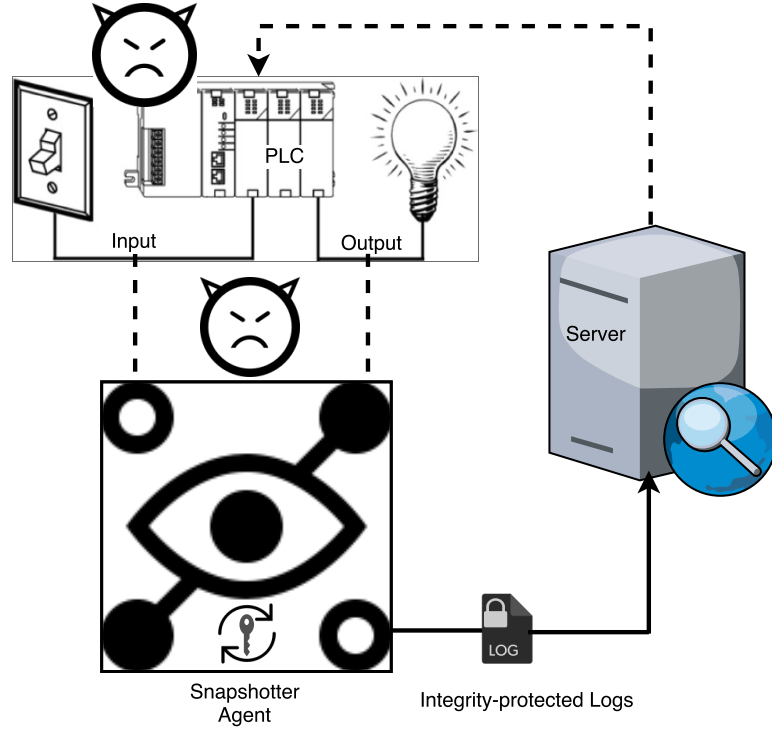 PLC
Input
Output
Server
LOG
Snapshotter
Agent
Integrity-protected Logs